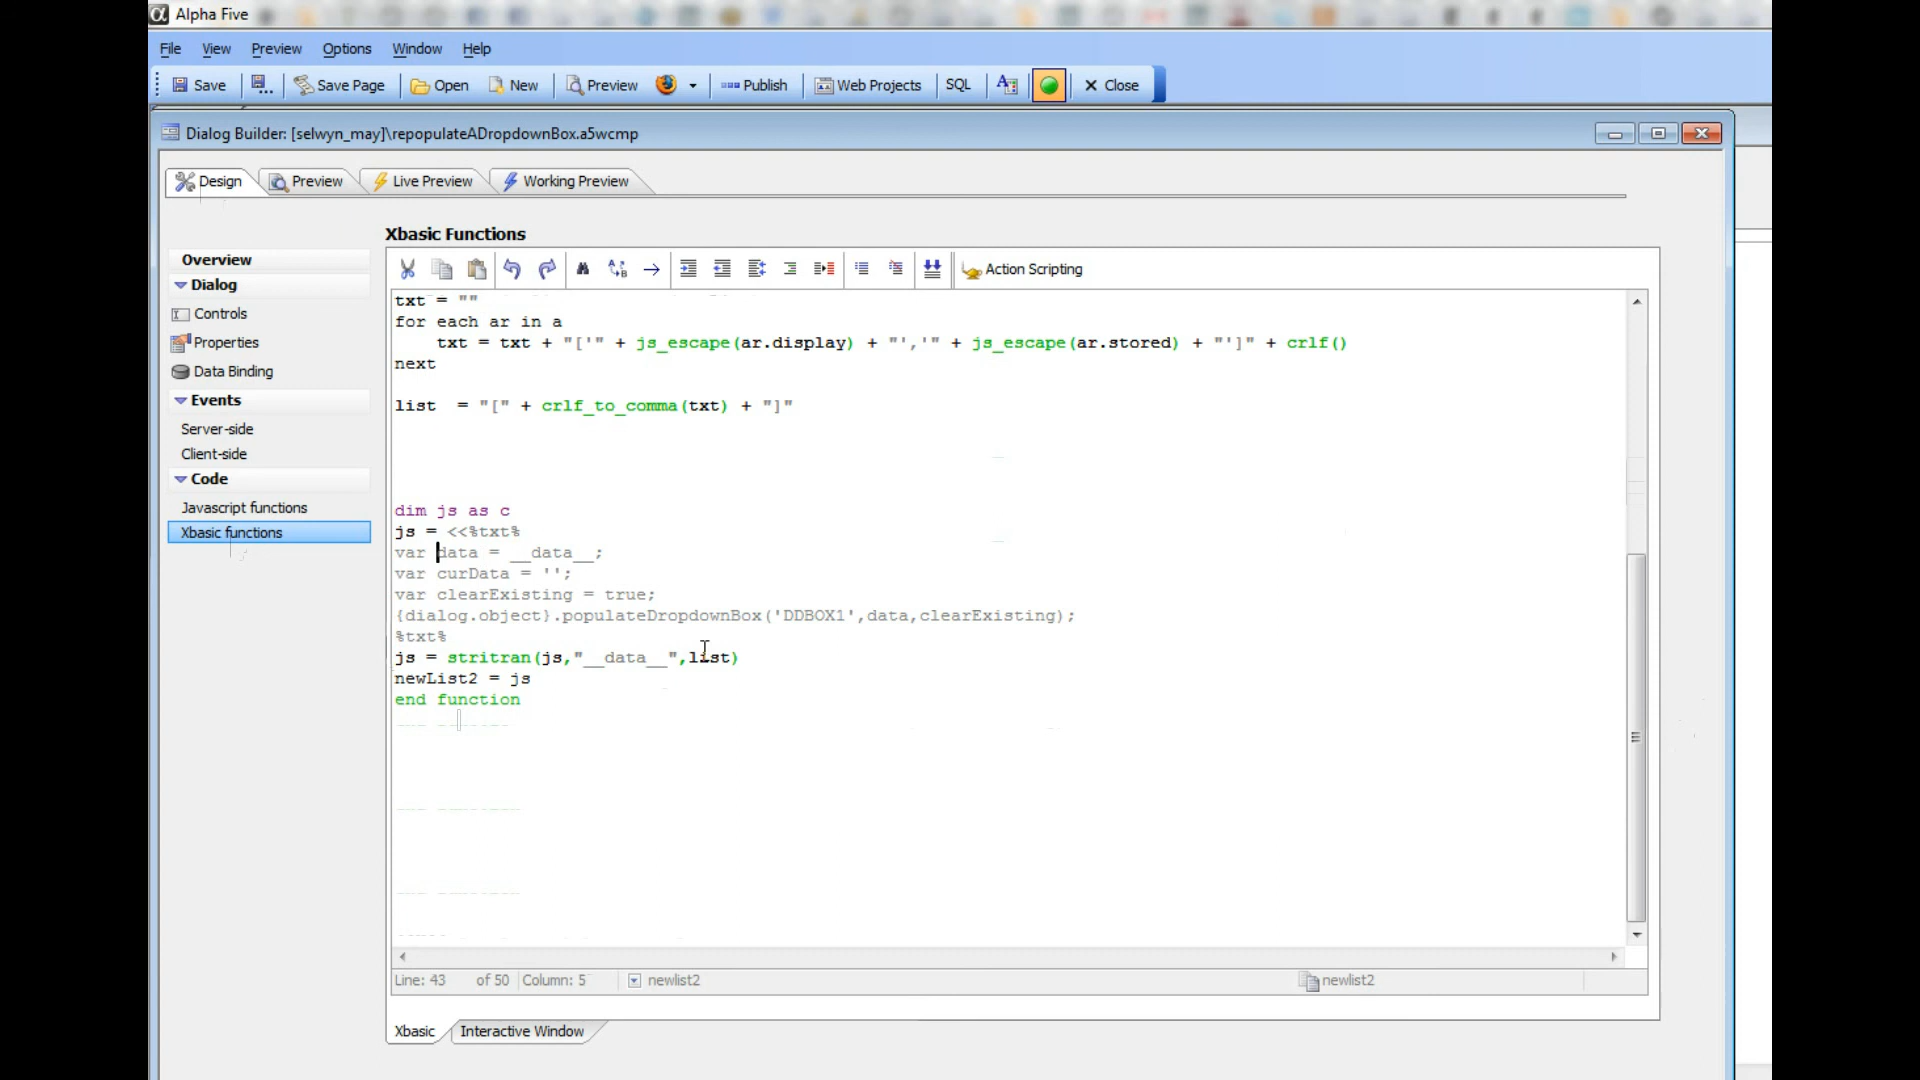 Alpha Five
File View Preview Options Window Help
Save Save Page Open New Preview Publish Web Projects SQL Close
Dialog Builder: [selwyn_may]\repopulateADropdownBox.a5wcmp
Design Preview Live Preview Working Preview
Xbasic Functions
Overview
Dialog
Controls
Properties
Data Binding
Events
Server-side
Client-side
Code
Javascript functions
Xbasic functions
Action Scripting
txt = ""
for each ar in a
    txt = txt + "['" + js_escape(ar.display) + "','" + js_escape(ar.stored) + "']" + crlf()
next
list  = "[" + crlf_to_comma(txt) + "]"
dim js as c
js = <<%txt%
var data = __data__;
var curData = '';
var clearExisting = true;
{dialog.object}.populateDropdownBox('DDBOX1',data,clearExisting);
%txt%
js = stritran(js,"__data__",list)
newList2 = js
end function
Line: 43 of 50 Column: 5 newlist2 newlist2
Xbasic Interactive Window